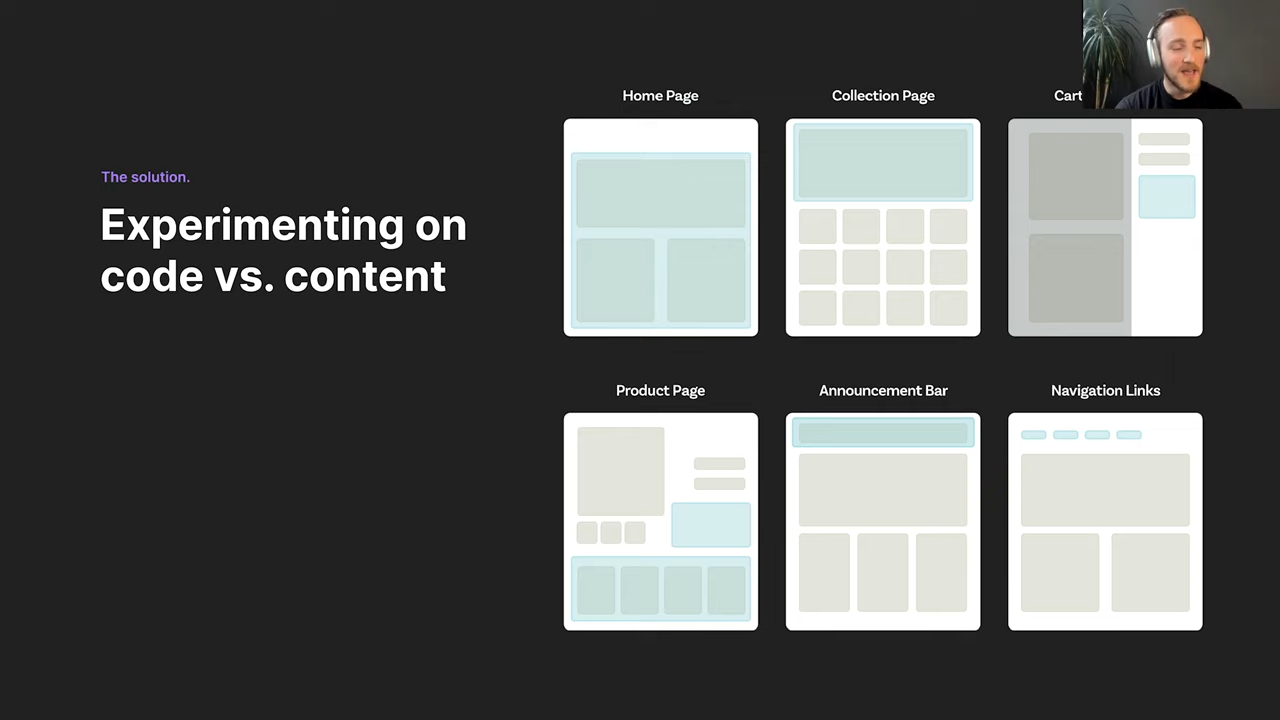 The solution.
Experimenting on
code vs. content
Home Page
Collection Page
Cart
Product Page
Announcement Bar
Navigation Links